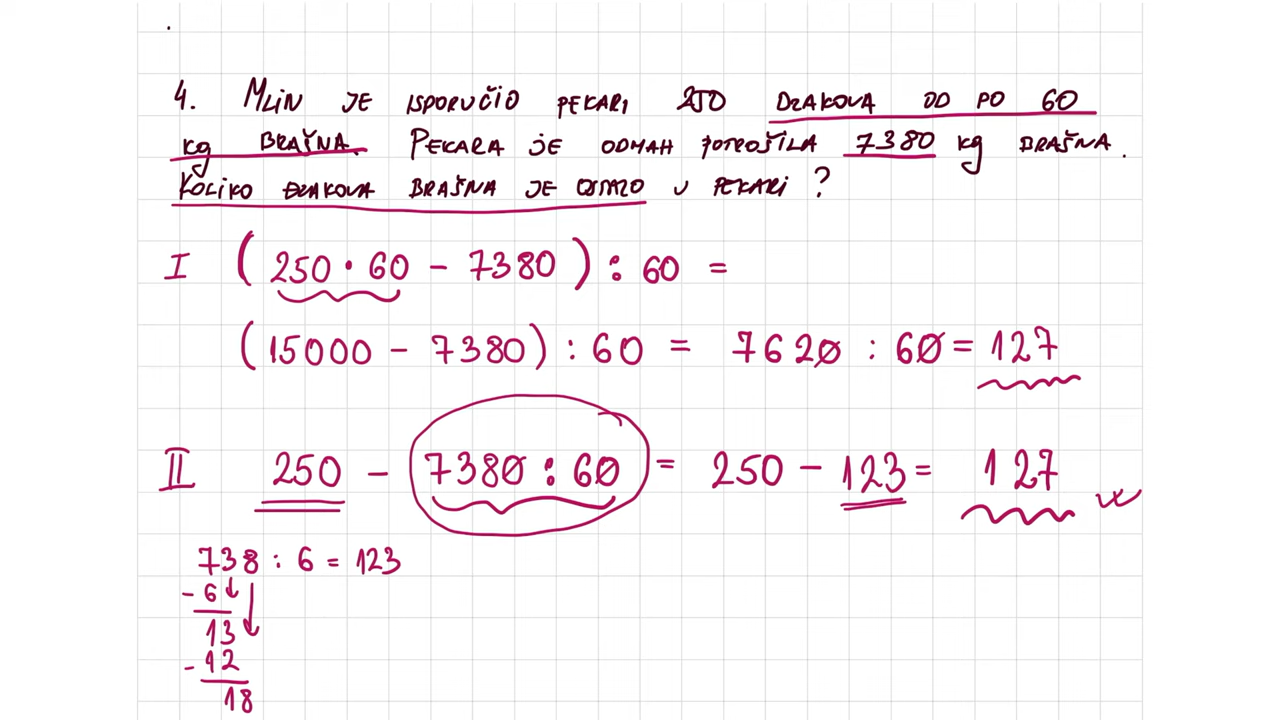 4. MLIN JE ISPORUČIO PEKARI 250 DŽAKOVA OD PO 60
kg BRAŠNA. PEKARA JE ODMAH POTROŠILA 7380 kg BRAŠNA.
KOLIKO DŽAKOVA BRAŠNA JE OSTALO U PEKARI?
I (250 · 60 - 7380) : 60 =
(15000 - 7380) : 60 = 7620 : 60 = 127
II 250 - 7380 : 60 = 250 - 123 = 127
738 : 6 = 123
- 6
13
- 12
18